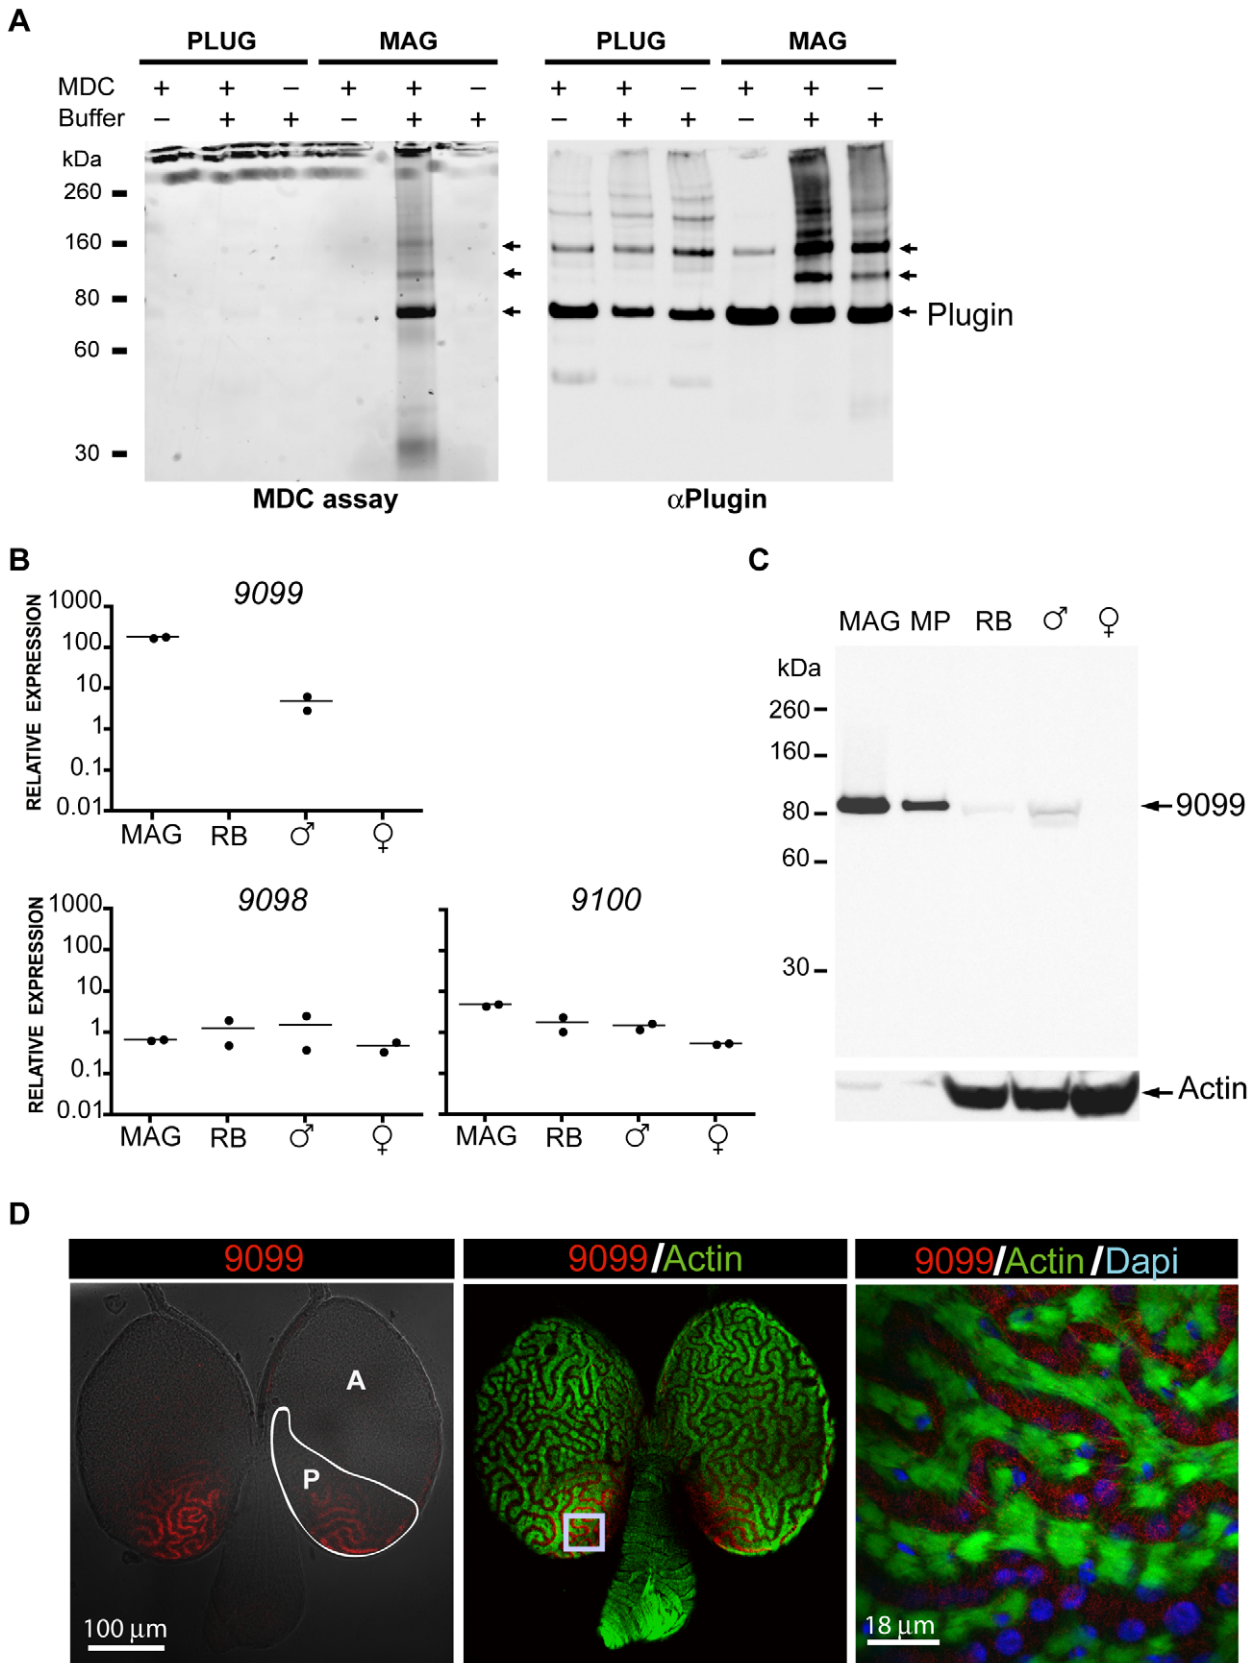 A
PLUG MAG PLUG MAG
MDC + + – + + – + + – + + –
Buffer – + + – + + – + + – + +
kDa
260
160
80
60
30
Plugin
MDC assay αPlugin
B
9099
RELATIVE EXPRESSION
1000
100
10
1
0.1
0.01
MAG RB ♂ ♀
9098
RELATIVE EXPRESSION
1000
100
10
1
0.1
0.01
MAG RB ♂ ♀
9100
MAG RB ♂ ♀
C
MAG MP RB ♂ ♀
kDa
260
160
80
60
30
9099
Actin
D
9099
A
P
100 µm
9099/Actin
9099/Actin/Dapi
18 µm